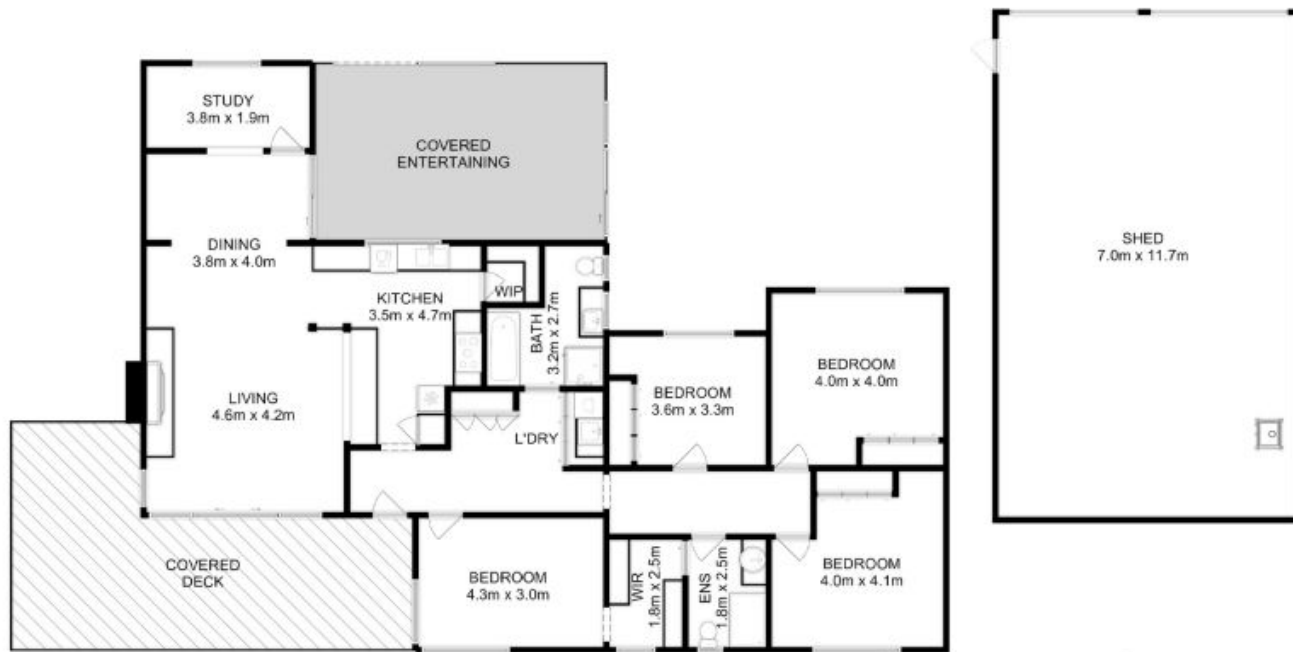 STUDY
3.8m x 1.9m
COVERED
ENTERTAINING
DINING
3.8m x 4.0m
KITCHEN
3.5m x 4.7m
WIP
BATH
3.2m x 2.7m
SHED
7.0m x 11.7m
LIVING
4.6m x 4.2m
L'DRY
BEDROOM
3.6m x 3.3m
BEDROOM
4.0m x 4.0m
COVERED
DECK
BEDROOM
4.3m x 3.0m
WIR
1.8m x 2.5m
ENS
1.8m x 2.5m
BEDROOM
4.0m x 4.1m